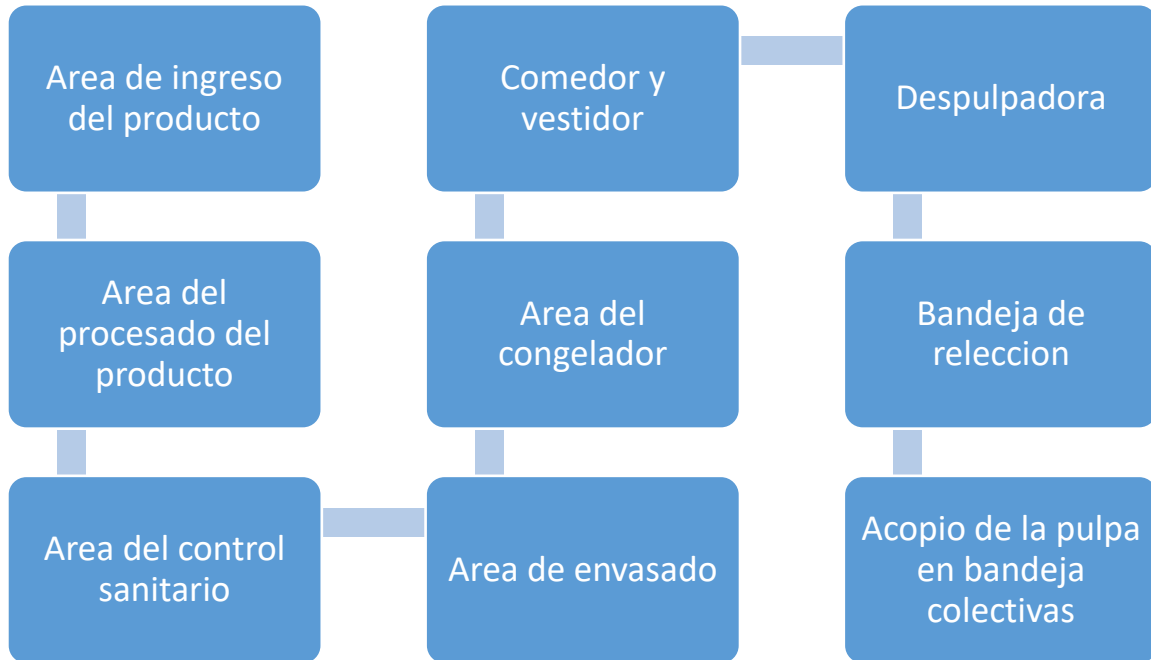 Area de ingreso
del producto
Area del
procesado del
producto
Area del control
sanitario
Area de envasado
Area del
congelador
Comedor y
vestidor
Despulpadora
Bandeja de
releccion
Acopio de la pulpa
en bandeja
colectivas